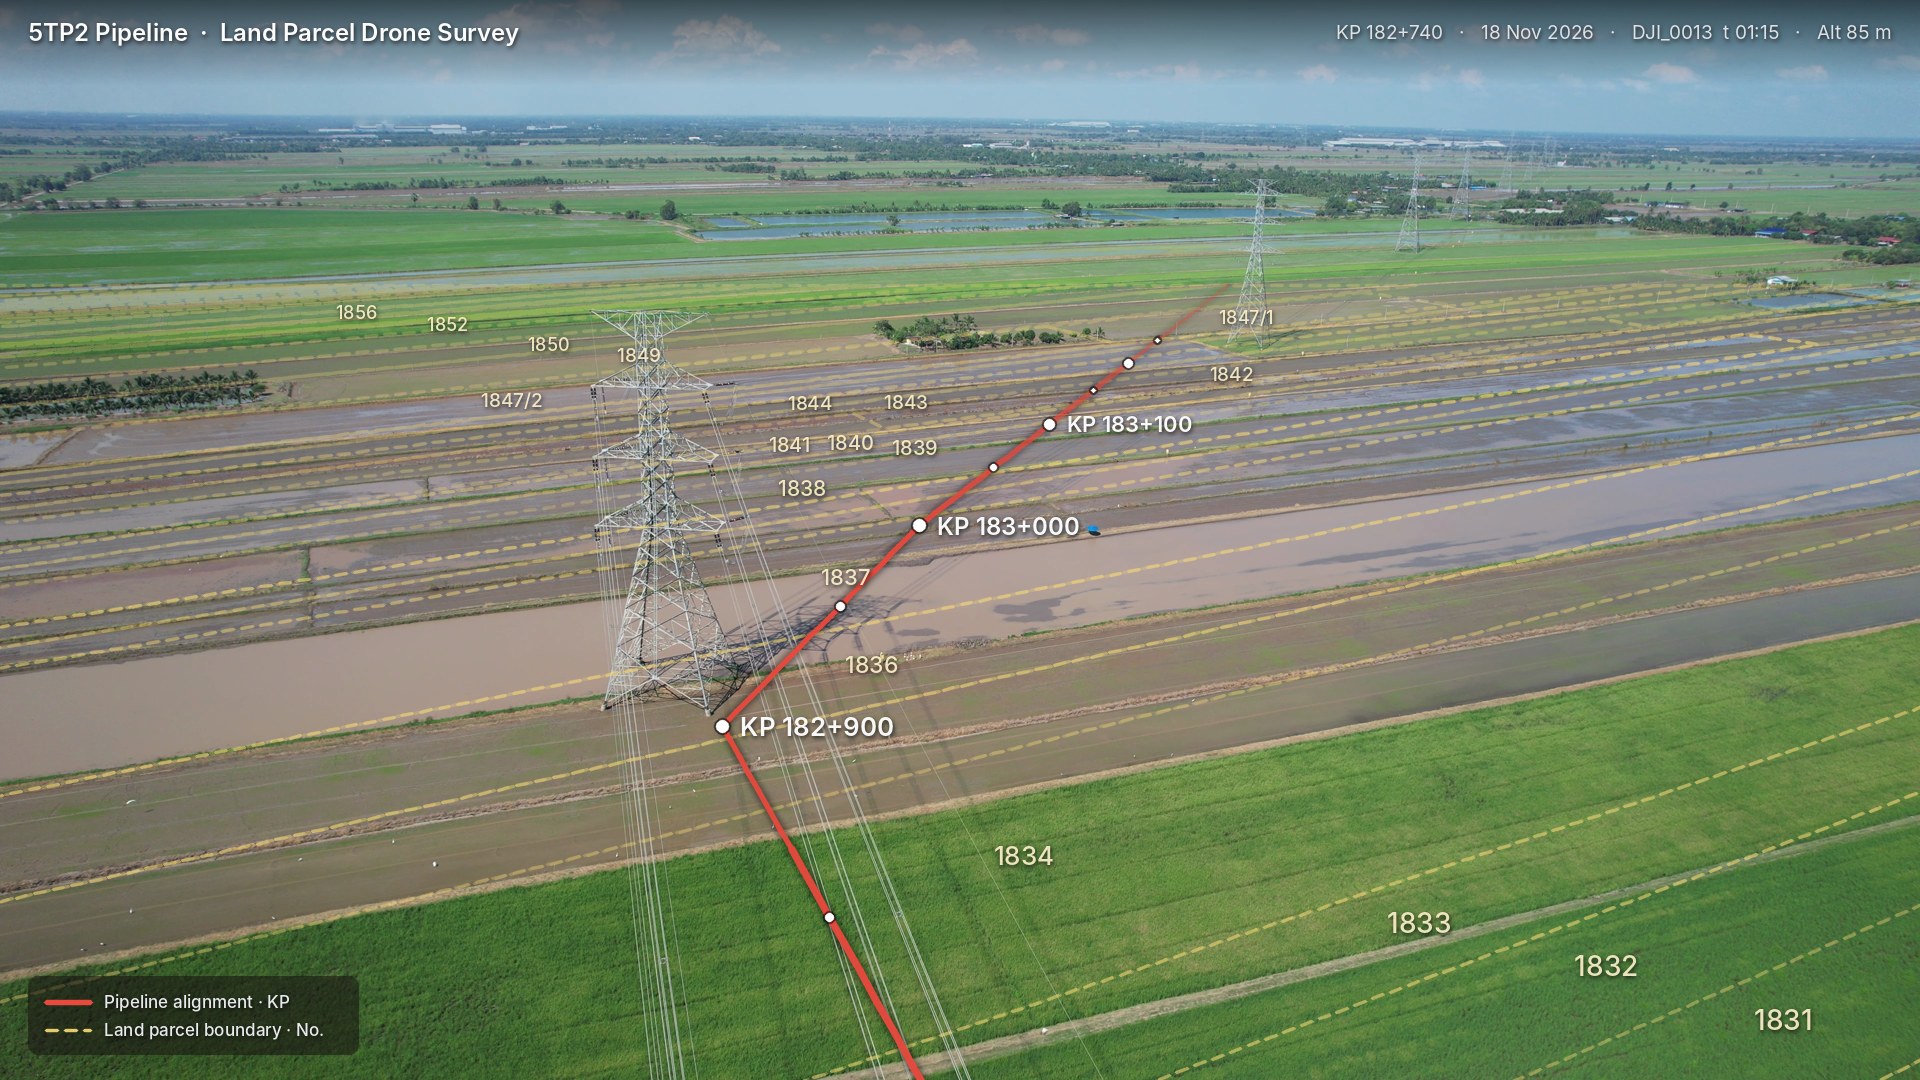 5TP2 Pipeline · Land Parcel Drone Survey
KP 182+740 · 18 Nov 2026 · DJI_0013 t 01:15 · Alt 85 m
1856
1852
1850
1849
1847/1
1842
1847/2
1844
1843
KP 183+100
1841
1840
1839
1838
KP 183+000
1837
1836
KP 182+900
1834
1833
1832
1831
Pipeline alignment · KP
Land parcel boundary · No.